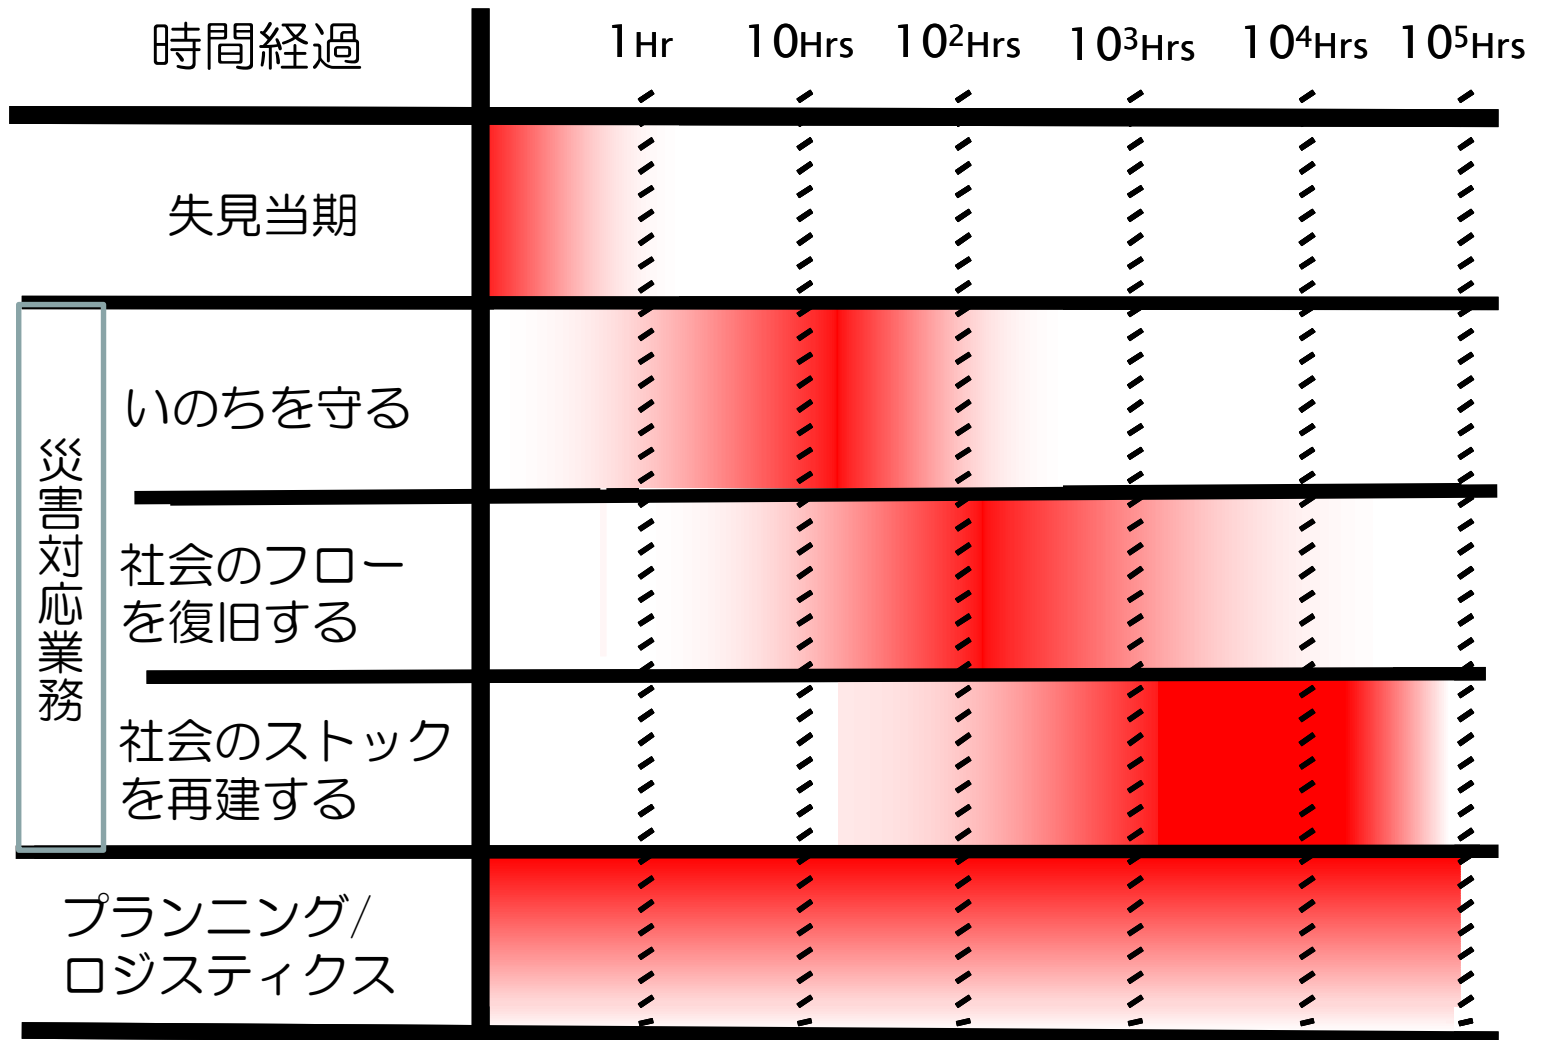 時間経過 1Hr 10Hrs 10²Hrs 10³Hrs 10⁴Hrs 10⁵Hrs
失見当期
災害対応業務
いのちを守る
社会のフロー
を復旧する
社会のストック
を再建する
プランニング/
ロジスティクス